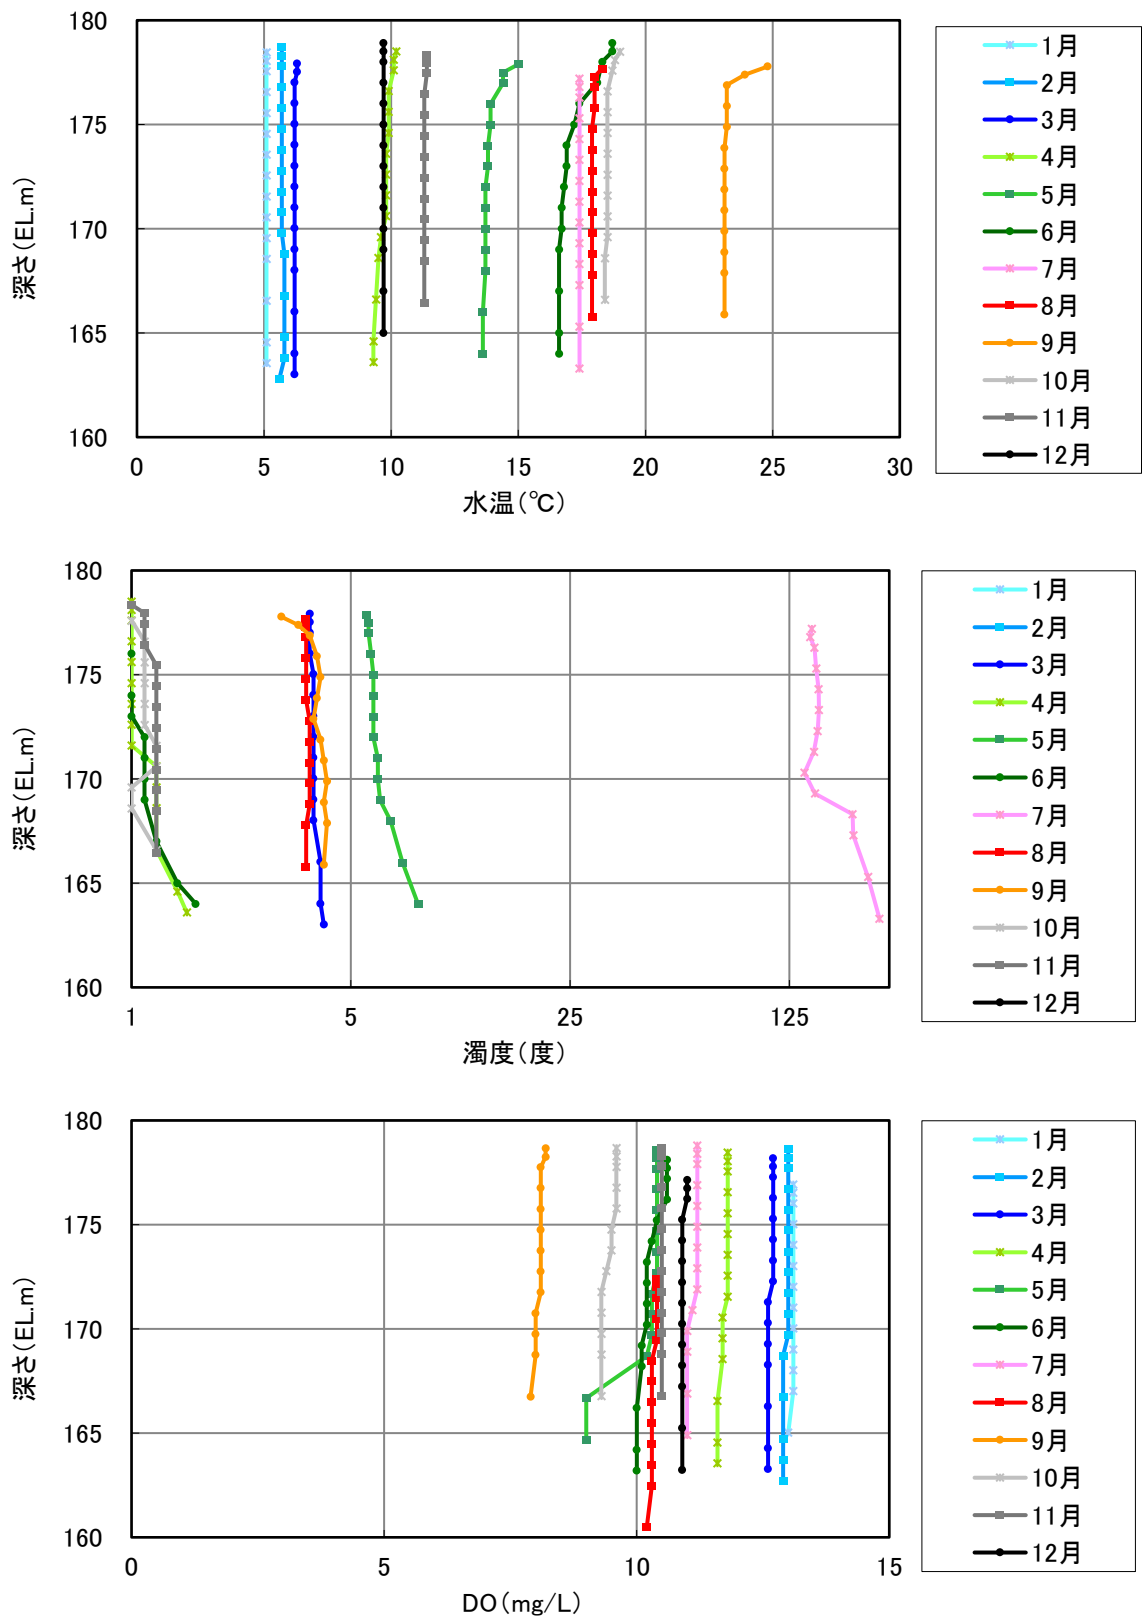 180
175
170
165
160
深さ(EL.m)
0
5
10
15
20
25
30
水温(℃)
1月
2月
3月
4月
5月
6月
7月
8月
9月
10月
11月
12月
180
175
170
165
160
深さ(EL.m)
1
5
25
125
濁度(度)
1月
2月
3月
4月
5月
6月
7月
8月
9月
10月
11月
12月
180
175
170
165
160
深さ(EL.m)
0
5
10
15
DO(mg/L)
1月
2月
3月
4月
5月
6月
7月
8月
9月
10月
11月
12月